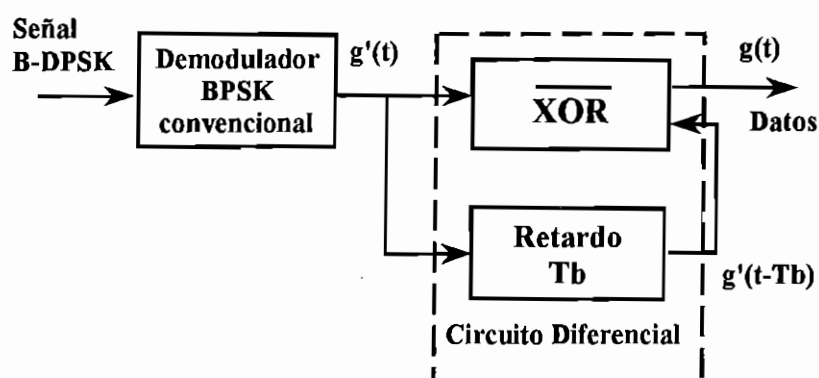 Señal
B-DPSK
Demodulador
BPSK
convencional
g'(t)
XOR
g(t)
Datos
Retardo
Tb
g'(t-Tb)
Circuito Diferencial